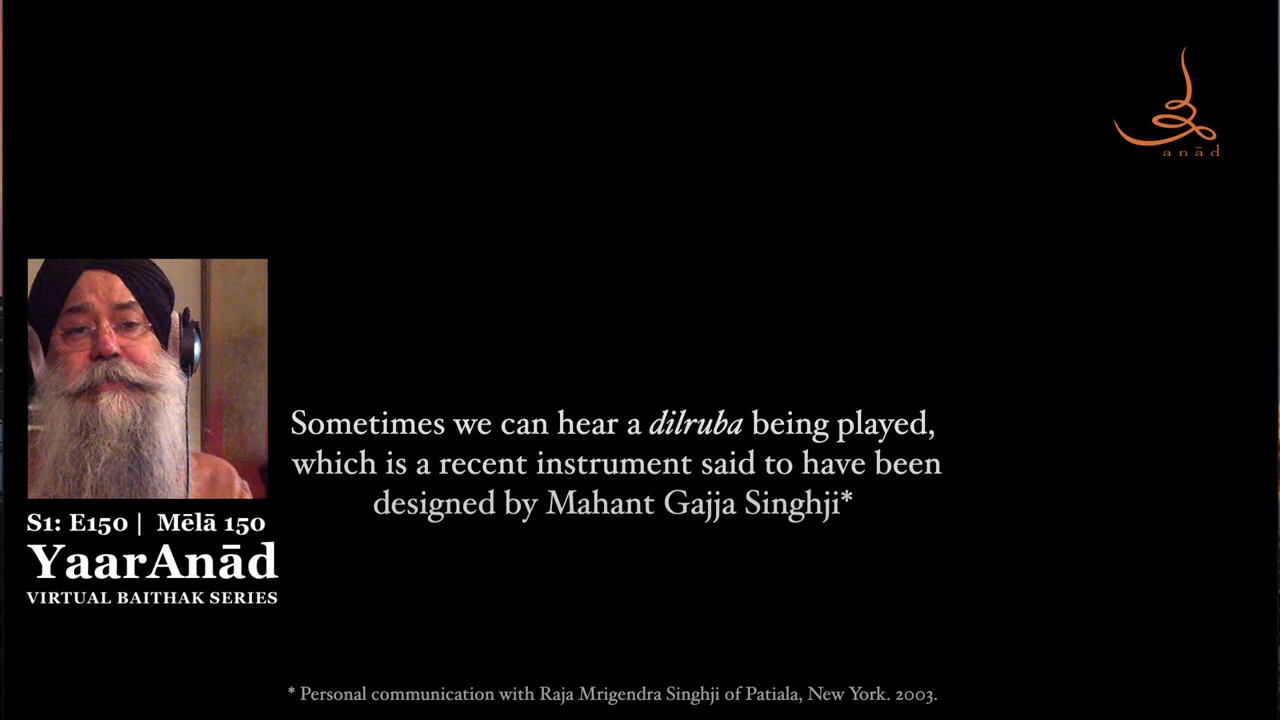 anād
Sometimes we can hear a dilruba being played,
which is a recent instrument said to have been
designed by Mahant Gajja Singhji*
S1: E150 | Mēlā 150
YaarAnād
VIRTUAL BAITHAK SERIES
* Personal communication with Raja Mrigendra Singhji of Patiala, New York. 2003.